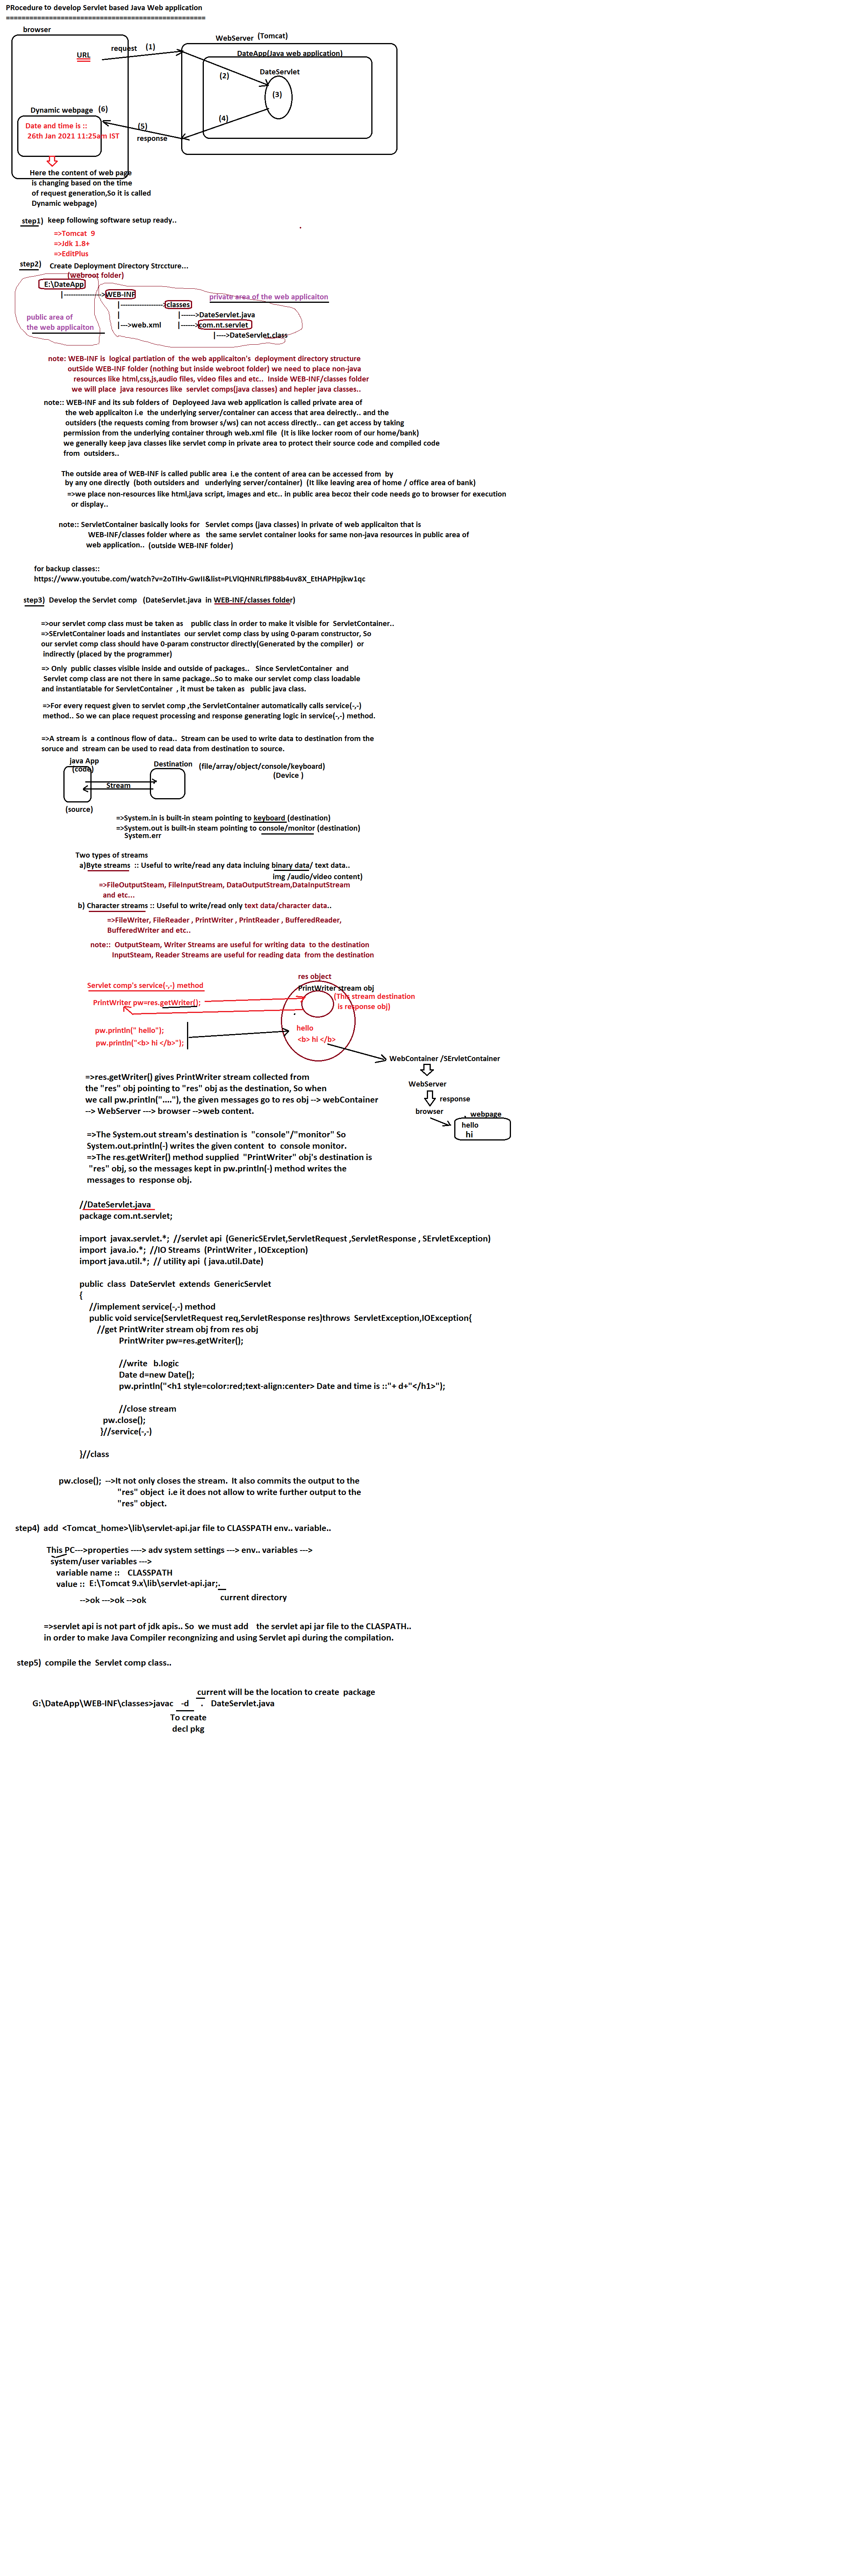 PRocedure to develop Servlet based Java Web application
====================================================
browser
WebServer (Tomcat)
request (1)
URL
DateApp(Java web application)
(2)
DateServlet
(3)
Dynamic webpage (6)
(4)
(5)
response
Date and time is ::
26th Jan 2021 11:25am IST
Here the content of web page
is changing based on the time
of request generation,So it is called
Dynamic webpage)
step1) keep following software setup ready..
=>Tomcat 9
=>Jdk 1.8+
=>EditPlus
step2) Create Deployment Directory Strccture...
(webroot folder)
E:\DateApp
|--------------->WEB-INF
private area of the web applicaiton
|------------------>classes
| |------>DateServlet.java
public area of
the web applicaiton
|--->web.xml |------>com.nt.servlet
|---->DateServlet.class
note: WEB-INF is logical partiation of the web applicaiton's deployment directory structure
outSide WEB-INF folder (nothing but inside webroot folder) we need to place non-java
resources like html,css,js,audio files, video files and etc.. Inside WEB-INF/classes folder
we will place java resources like servlet comps(java classes) and hepler java classes..
note:: WEB-INF and its sub folders of Deployeed Java web application is called private area of
the web applicaiton i.e the underlying server/container can access that area deirectly.. and the
outsiders (the requests coming from browser s/ws) can not access directly.. can get access by taking
permission from the underlying container through web.xml file (It is like locker room of our home/bank)
we generally keep java classes like servlet comp in private area to protect their source code and compiled code
from outsiders..
The outside area of WEB-INF is called public area i.e the content of area can be accessed from by
by any one directly (both outsiders and underlying server/container) (It like leaving area of home / office area of bank)
=>we place non-resources like html,java script, images and etc.. in public area becoz their code needs go to browser for execution
or display..
note:: ServletContainer basically looks for Servlet comps (java classes) in private of web applicaiton that is
WEB-INF/classes folder where as the same servlet container looks for same non-java resources in public area of
web application.. (outside WEB-INF folder)
for backup classes::
https://www.youtube.com/watch?v=2oTIHv-GwII&list=PLVlQHNRLflP88b4uv8X_EtHAPHpjkw1qc
step3) Develop the Servlet comp (DateServlet.java in WEB-INF/classes folder)
=>our servlet comp class must be taken as public class in order to make it visible for ServletContainer..
=>SErvletContainer loads and instantiates our servlet comp class by using 0-param constructor, So
our servlet comp class should have 0-param constructor directly(Generated by the compiler) or
indirectly (placed by the programmer)
=> Only public classes visible inside and outside of packages.. Since ServletContainer and
Servlet comp class are not there in same package..So to make our servlet comp class loadable
and instantiatable for ServletContainer , it must be taken as public java class.
=>For every request given to servlet comp ,the ServletContainer automatically calls service(-,-)
method.. So we can place request processing and response generating logic in service(-,-) method.
=>A stream is a continous flow of data.. Stream can be used to write data to destination from the
soruce and stream can be used to read data from destination to source.
java App
(code)
Destination (file/array/object/console/keyboard)
(Device )
Stream
(source)
=>System.in is built-in steam pointing to keyboard (destination)
=>System.out is built-in steam pointing to console/monitor (destination)
System.err
Two types of streams
a)Byte streams :: Useful to write/read any data incluing binary data/ text data..
img /audio/video content)
=>FileOutputSteam, FileInputStream, DataOutputStream,DataInputStream
and etc...
b) Character streams :: Useful to write/read only text data/character data..
=>FileWriter, FileReader , PrintWriter , PrintReader , BufferedReader,
BufferedWriter and etc..
note:: OutputSteam, Writer Streams are useful for writing data to the destination
InputSteam, Reader Streams are useful for reading data from the destination
res object
Servlet comp's service(-,-) method
PrintWriter stream obj
(This stream destination
is response obj)
PrintWriter pw=res.getWriter();
pw.println(" hello");
pw.println("<b> hi </b>");
hello
<b> hi </b>
WebContainer /SErvletContainer
WebServer
response
browser
webpage
hello
hi
=>res.getWriter() gives PrintWriter stream collected from
the "res" obj pointing to "res" obj as the destination, So when
we call pw.println("...."), the given messages go to res obj --> webContainer
--> WebServer ---> browser -->web content.
=>The System.out stream's destination is "console"/"monitor" So
System.out.println(-) writes the given content to console monitor.
=>The res.getWriter() method supplied "PrintWriter" obj's destination is
"res" obj, so the messages kept in pw.println(-) method writes the
messages to response obj.
//DateServlet.java
package com.nt.servlet;
import javax.servlet.*; //servlet api (GenericSErvlet,ServletRequest ,ServletResponse , SErvletException)
import java.io.*; //IO Streams (PrintWriter , IOException)
import java.util.*; // utility api ( java.util.Date)
public class DateServlet extends GenericServlet
{
//implement service(-,-) method
public void service(ServletRequest req,ServletResponse res)throws ServletException,IOException{
//get PrintWriter stream obj from res obj
PrintWriter pw=res.getWriter();
//write b.logic
Date d=new Date();
pw.println("<h1 style=color:red;text-align:center> Date and time is ::"+ d+"</h1>");
//close stream
pw.close();
}//service(-,-)
}//class
pw.close(); -->It not only closes the stream. It also commits the output to the
"res" object i.e it does not allow to write further output to the
"res" object.
step4) add <Tomcat_home>\lib\servlet-api.jar file to CLASSPATH env.. variable..
This PC--->properties ----> adv system settings ---> env.. variables --->
system/user variables --->
variable name :: CLASSPATH
value :: E:\Tomcat 9.x\lib\servlet-api.jar;.
current directory
-->ok --->ok -->ok
=>servlet api is not part of jdk apis.. So we must add the servlet api jar file to the CLASPATH..
in order to make Java Compiler recongnizing and using Servlet api during the compilation.
step5) compile the Servlet comp class..
current will be the location to create package
G:\DateApp\WEB-INF\classes>javac -d . DateServlet.java
To create
decl pkg